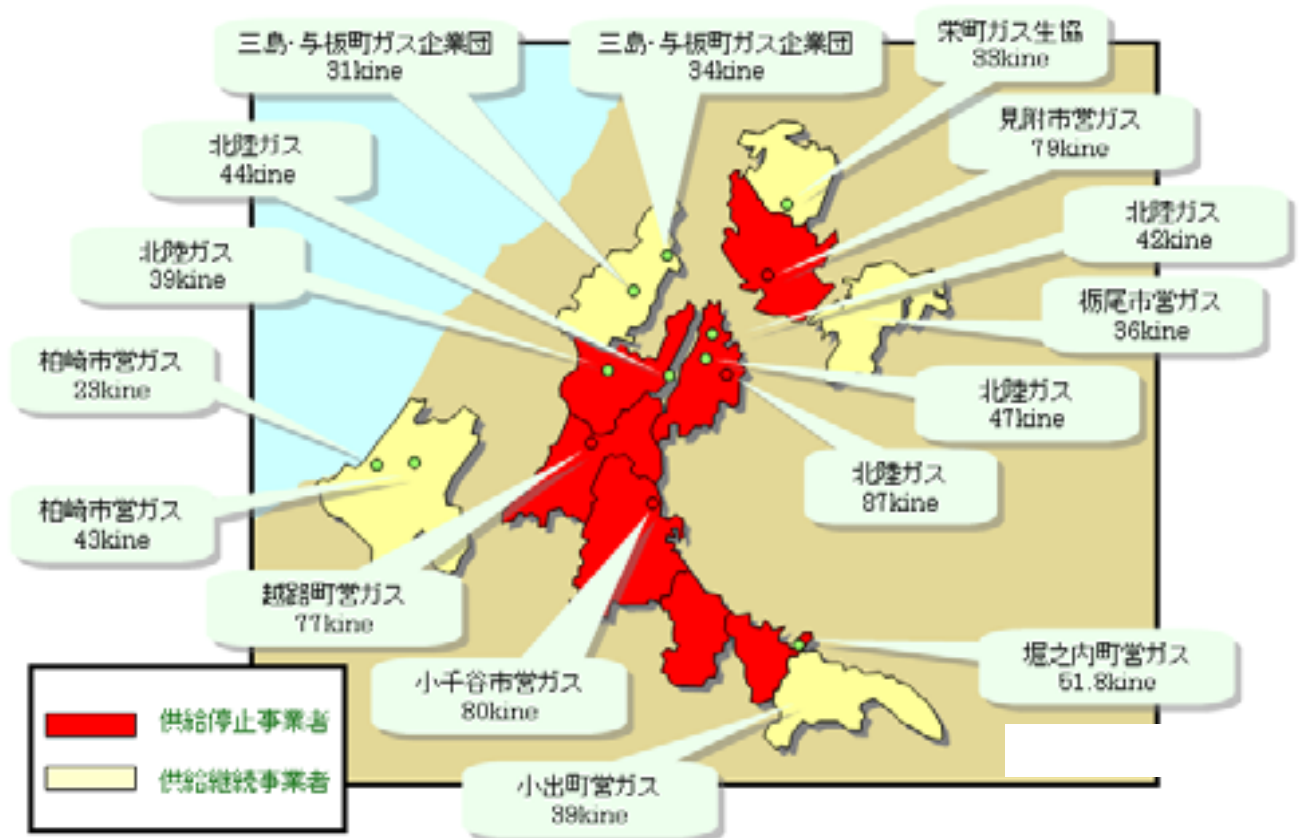 三島・与板町ガス企業団
31kine
三島・与板町ガス企業団
34kine
栄町ガス生協
33kine
北陸ガス
44kine
見附市営ガス
79kine
北陸ガス
39kine
北陸ガス
42kine
栃尾市営ガス
36kine
柏崎市営ガス
23kine
北陸ガス
47kine
北陸ガス
87kine
柏崎市営ガス
43kine
越路町営ガス
77kine
小千谷市営ガス
80kine
堀之内町営ガス
51.8kine
小出町営ガス
39kine
供給停止事業者
供給継続事業者